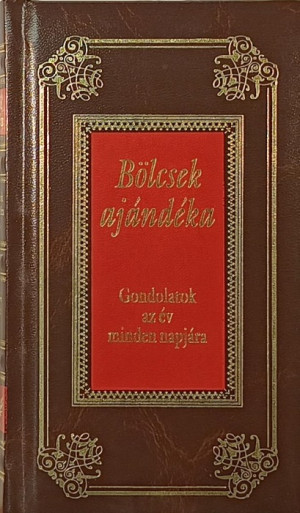 Bölcsek
ajándéka
Gondolatok
az év
minden napjára